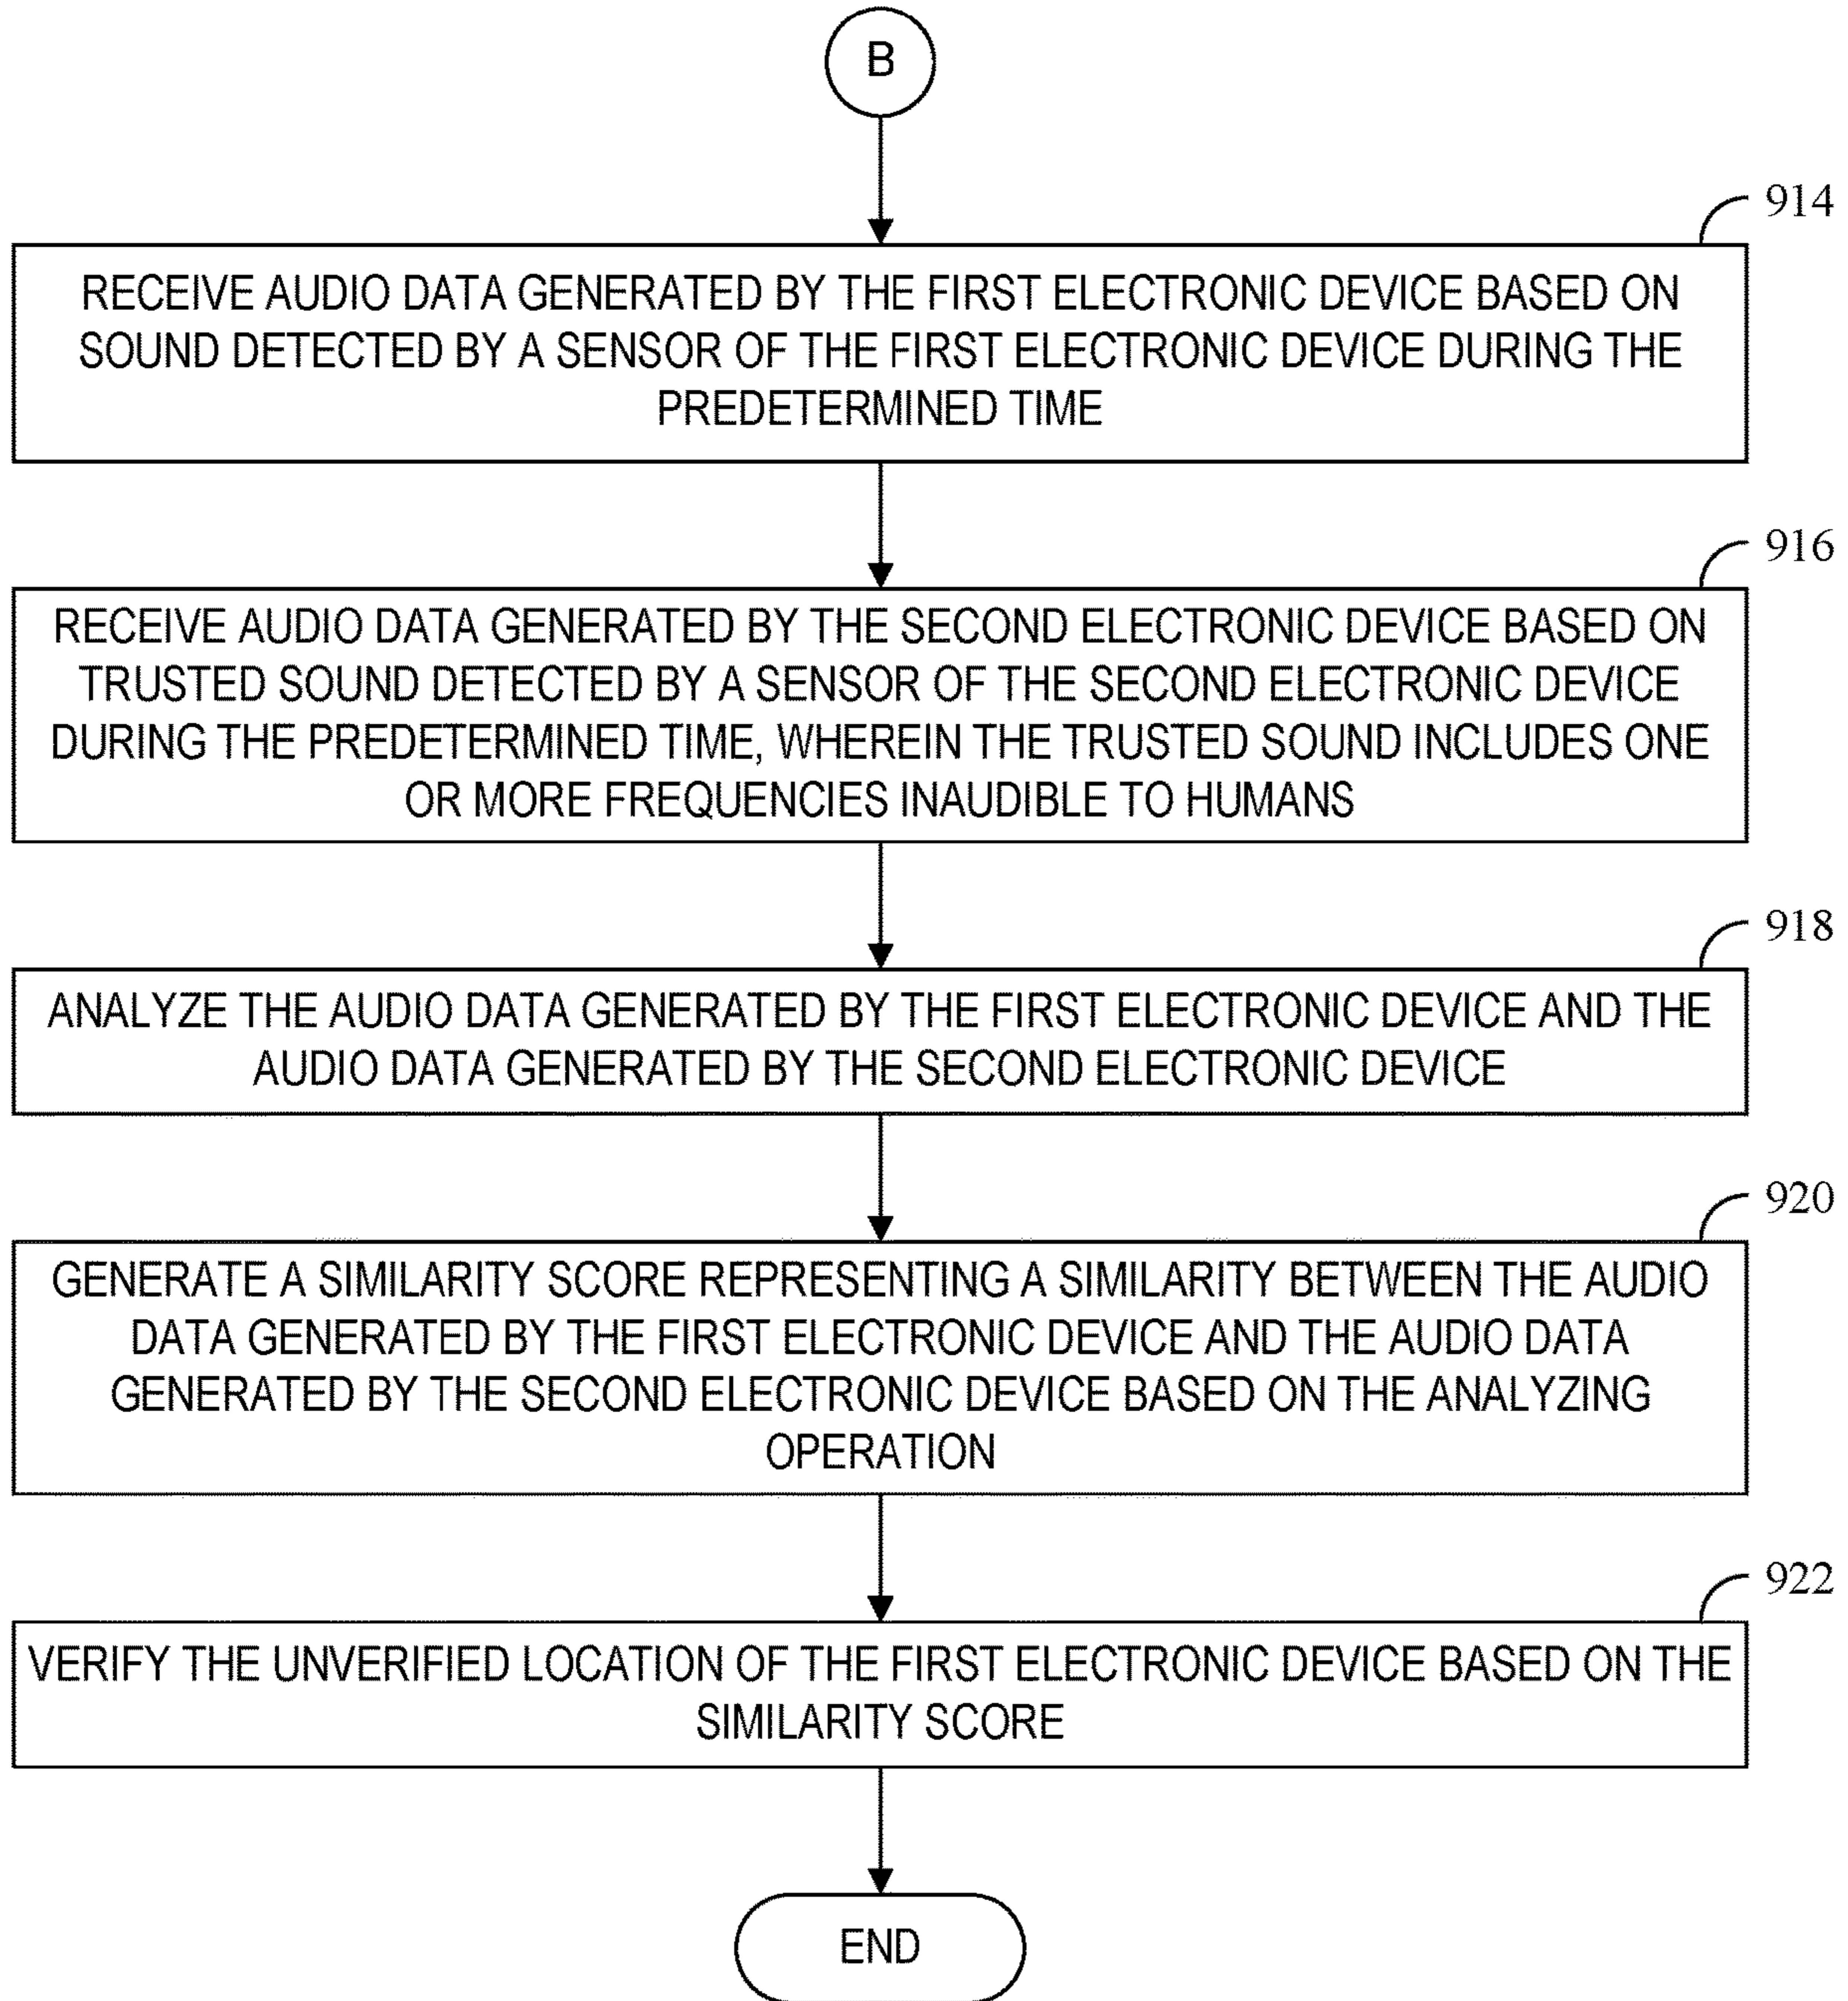 B
914
RECEIVE AUDIO DATA GENERATED BY THE FIRST ELECTRONIC DEVICE BASED ON
SOUND DETECTED BY A SENSOR OF THE FIRST ELECTRONIC DEVICE DURING THE
PREDETERMINED TIME
916
RECEIVE AUDIO DATA GENERATED BY THE SECOND ELECTRONIC DEVICE BASED ON
TRUSTED SOUND DETECTED BY A SENSOR OF THE SECOND ELECTRONIC DEVICE
DURING THE PREDETERMINED TIME, WHEREIN THE TRUSTED SOUND INCLUDES ONE
OR MORE FREQUENCIES INAUDIBLE TO HUMANS
918
ANALYZE THE AUDIO DATA GENERATED BY THE FIRST ELECTRONIC DEVICE AND THE
AUDIO DATA GENERATED BY THE SECOND ELECTRONIC DEVICE
920
GENERATE A SIMILARITY SCORE REPRESENTING A SIMILARITY BETWEEN THE AUDIO
DATA GENERATED BY THE FIRST ELECTRONIC DEVICE AND THE AUDIO DATA
GENERATED BY THE SECOND ELECTRONIC DEVICE BASED ON THE ANALYZING
OPERATION
922
VERIFY THE UNVERIFIED LOCATION OF THE FIRST ELECTRONIC DEVICE BASED ON THE
SIMILARITY SCORE
END